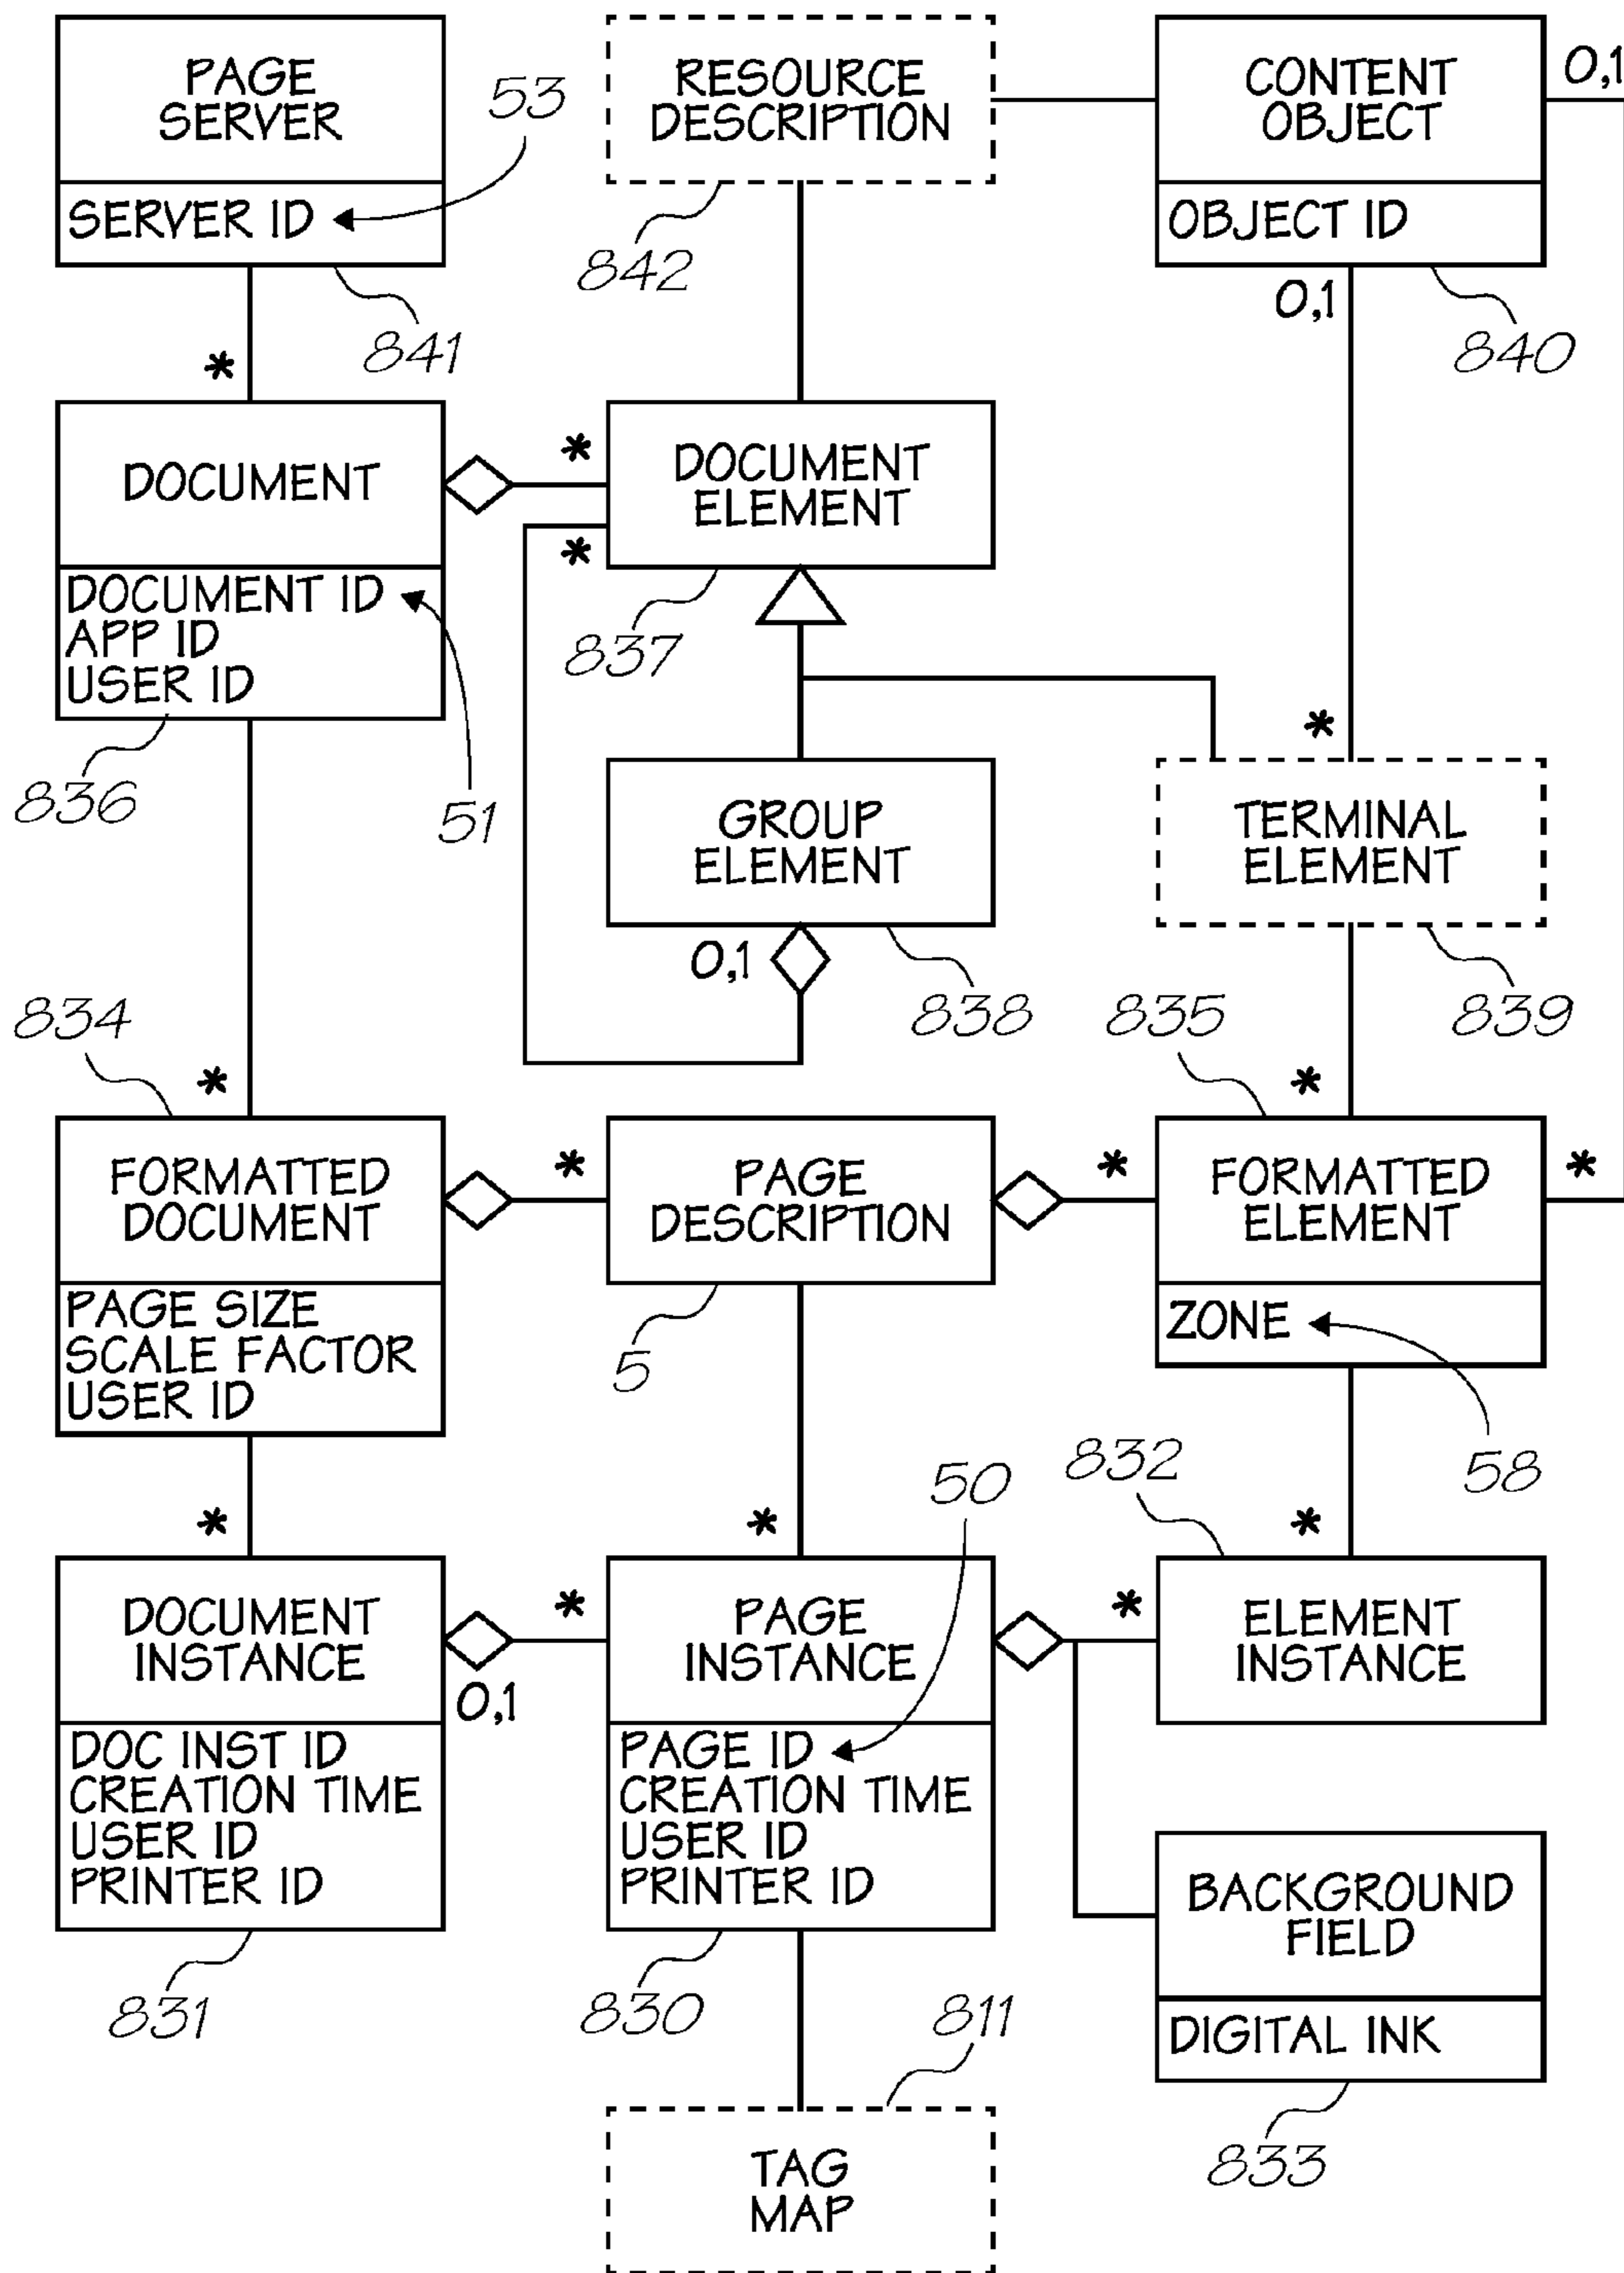 PAGE
SERVER
SERVER ID
53
841
RESOURCE
DESCRIPTION
842
CONTENT
OBJECT
OBJECT ID
0,1
0,1
840
*
DOCUMENT
DOCUMENT ID
APP ID
USER ID
836
51
*
*
DOCUMENT
ELEMENT
837
GROUP
ELEMENT
0,1
838
*
TERMINAL
ELEMENT
839
834
*
FORMATTED
DOCUMENT
PAGE SIZE
SCALE FACTOR
USER ID
*
PAGE
DESCRIPTION
5
835
*
*
*
FORMATTED
ELEMENT
ZONE
58
*
DOCUMENT
INSTANCE
0,1
DOC INST ID
CREATION TIME
USER ID
PRINTER ID
831
50
*
*
PAGE
INSTANCE
PAGE ID
CREATION TIME
USER ID
PRINTER ID
830
832
*
*
ELEMENT
INSTANCE
BACKGROUND
FIELD
DIGITAL INK
833
811
TAG
MAP